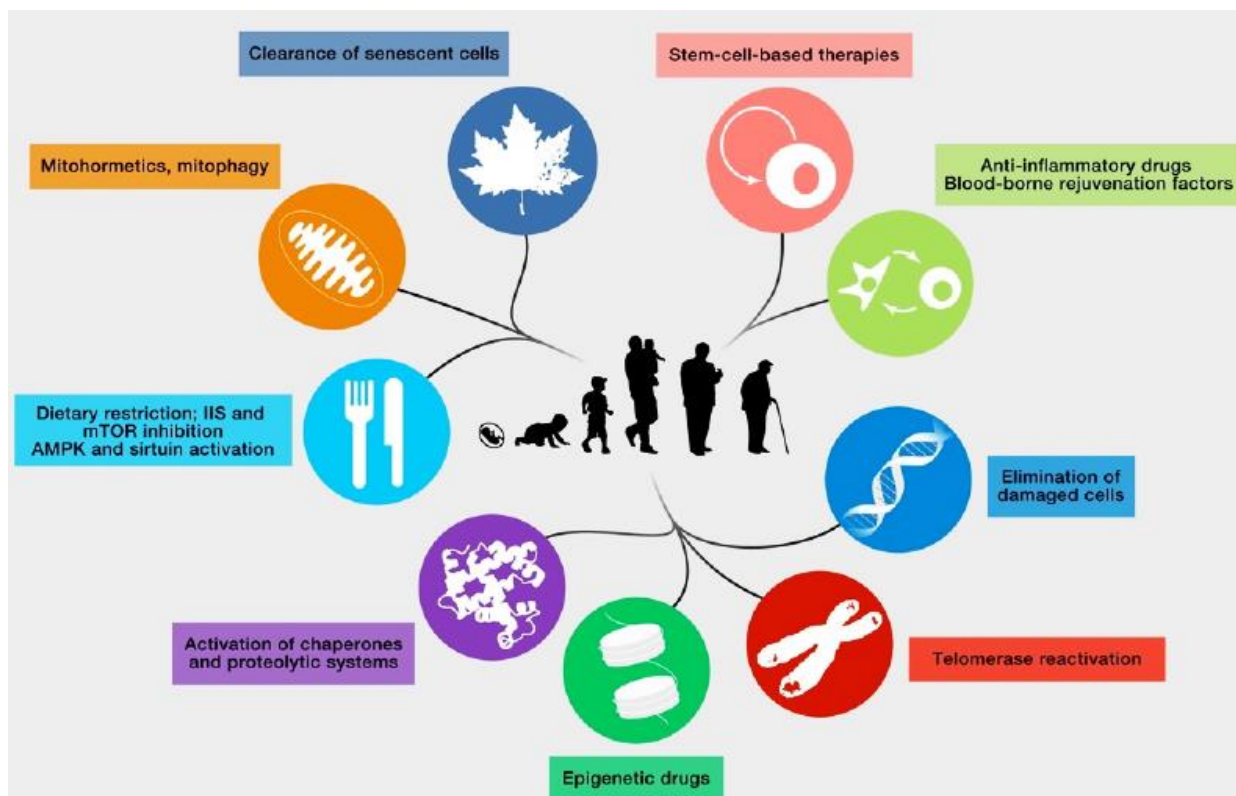 Clearance of senescent cells
Stem-cell-based therapies
Mitohormetics, mitophagy
Anti-inflammatory drugs
Blood-borne rejuvenation factors
Dietary restriction; IIS and
mTOR inhibition
AMPK and sirtuin activation
Elimination of
damaged cells
Activation of chaperones
and proteolytic systems
Telomerase reactivation
Epigenetic drugs